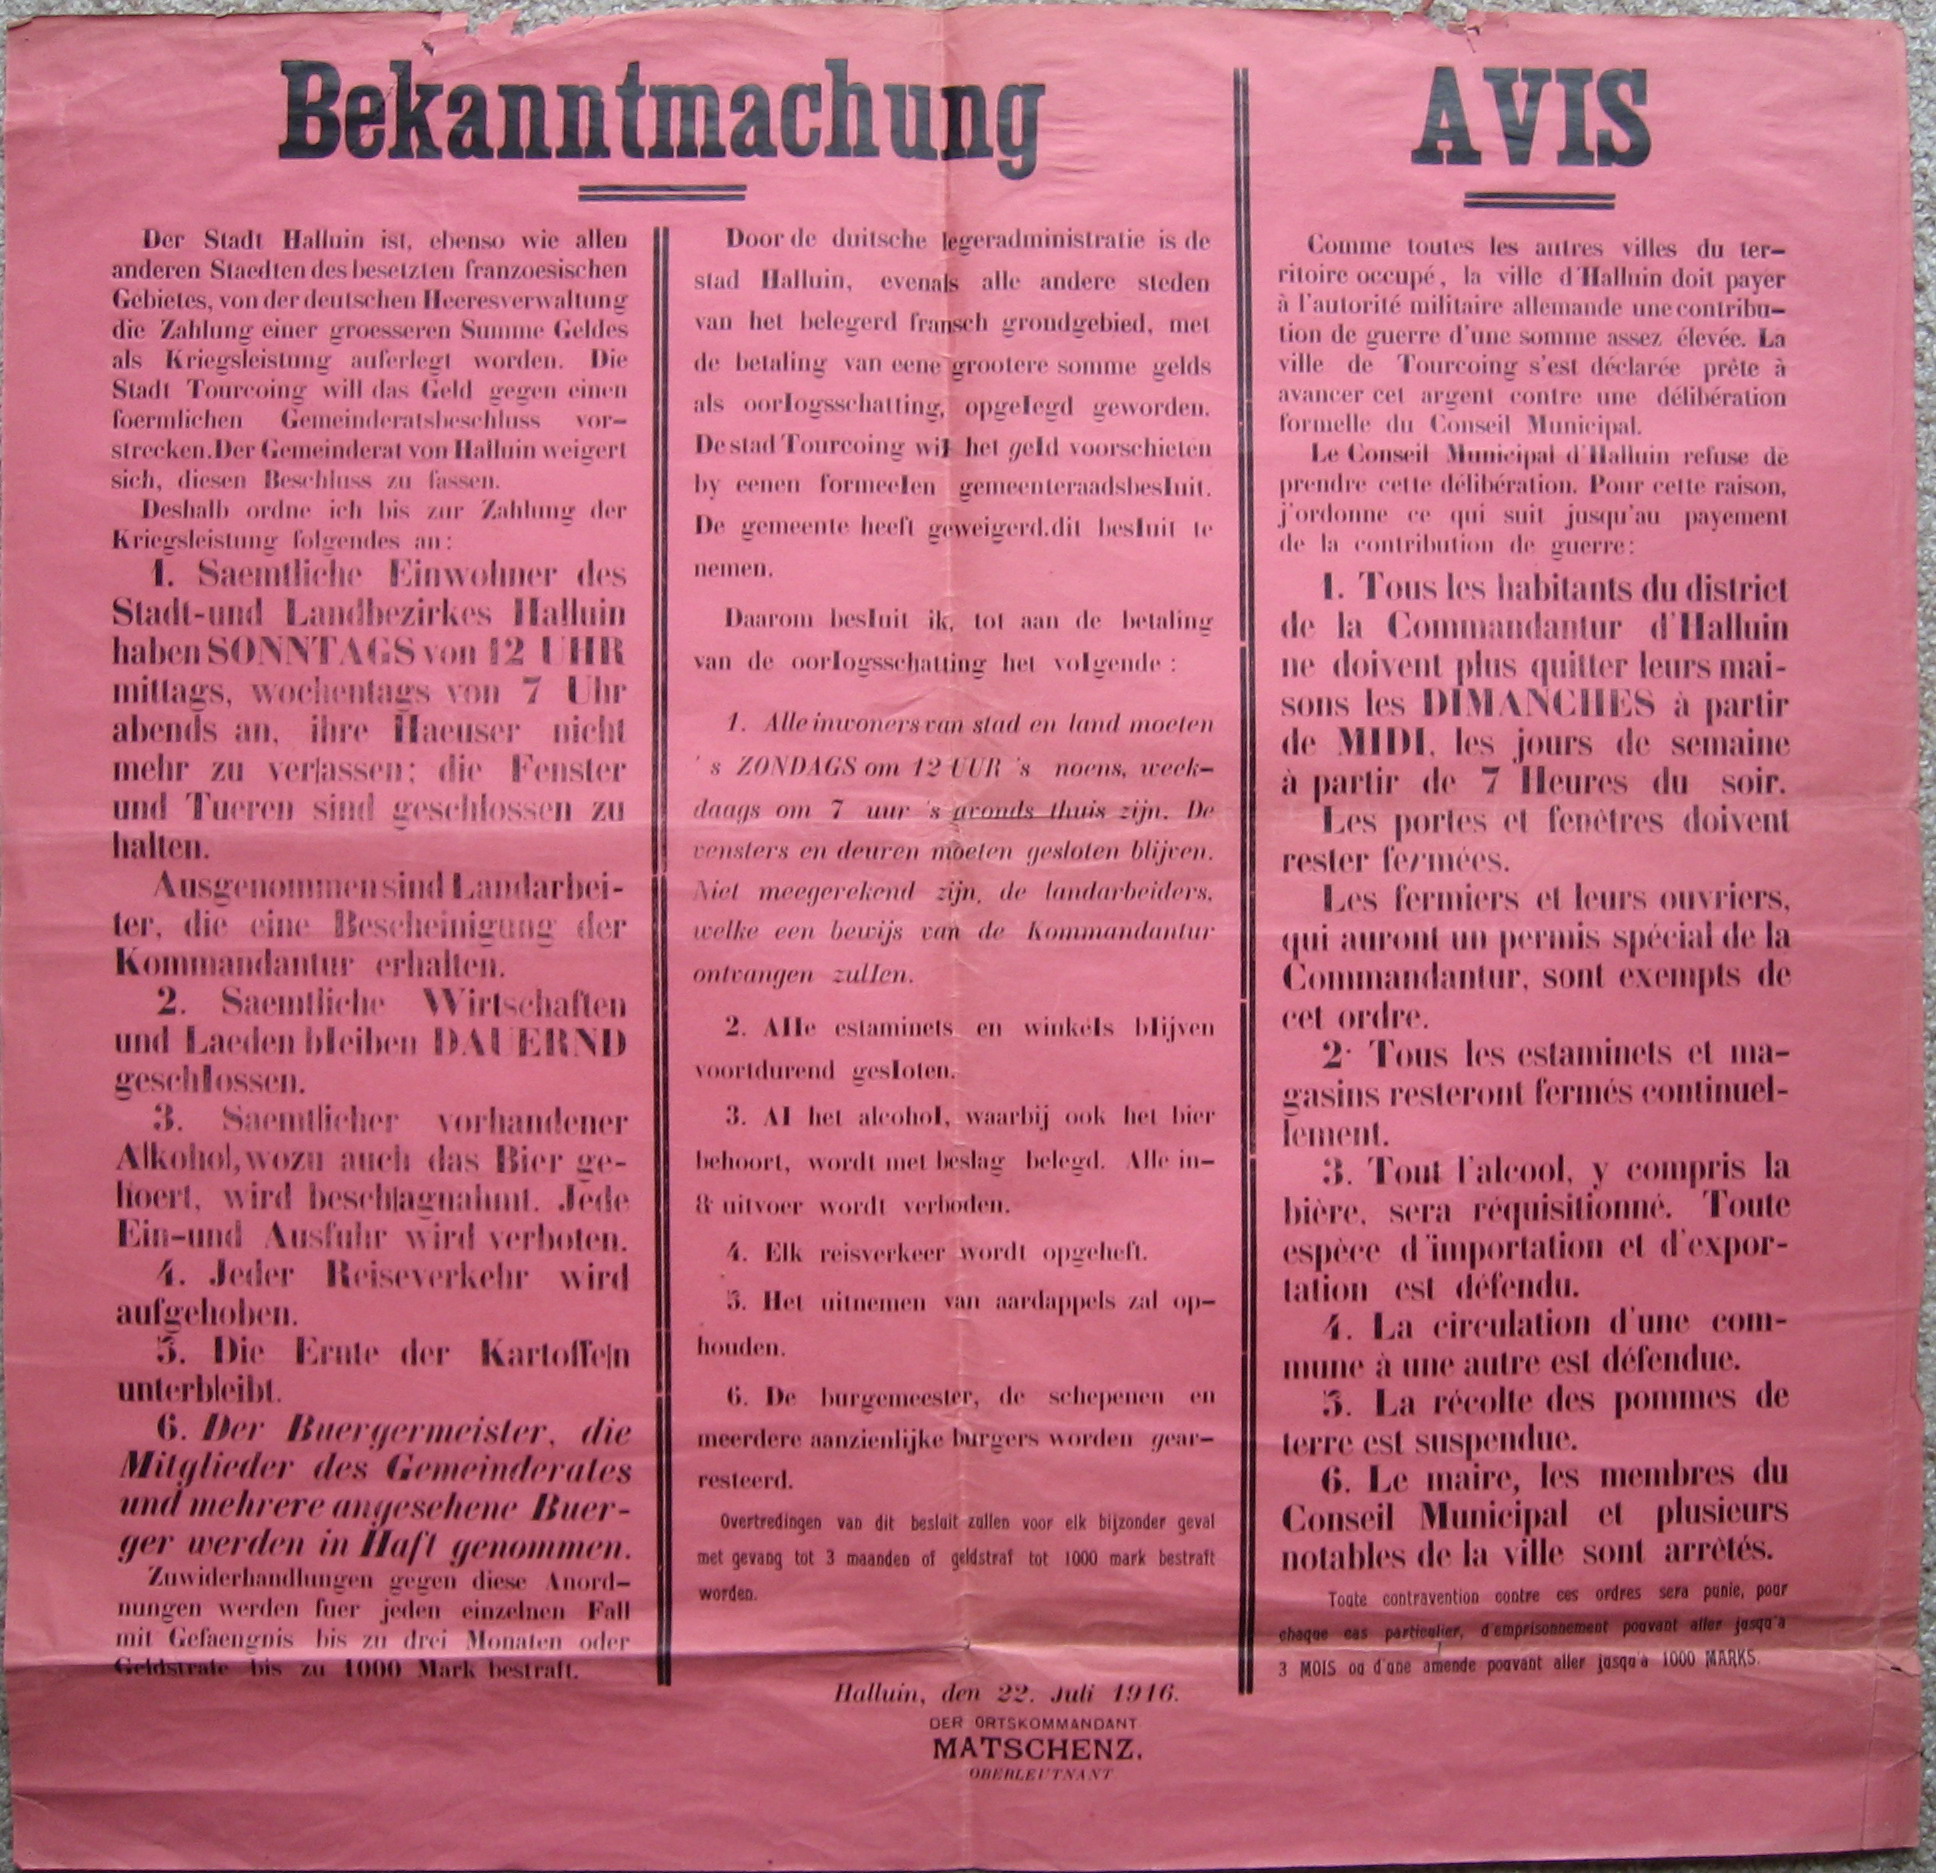 Bekanntmachung
Der Stadt Halluin ist, ebenso wie allen
anderen Staedten des besetzten franzoesischen
Gebietes, von der deutschen Heeresverwaltung
die Zahlung einer groesseren Summe Geldes
als Kriegsleistung auferlegt worden. Die
Stadt Tourcoing will das Geld gegen einen
foermlichen Gemeinderatsbeschluss vor-
strecken. Der Gemeinderat von Halluin weigert
sich, diesen Beschluss zu fassen.
Deshalb ordne ich bis zur Zahlung der
Kriegsleistung folgendes an:
1. Saemtliche Einwohner des
Stadt-und Landbezirkes Halluin
haben SONNTAGS von 12 UHR
mittags, wochentags von 7 Uhr
abends an, ihre Haeuser nicht
mehr zu verlassen; die Fenster
und Tueren sind geschlossen zu
halten.
Ausgenommen sind Landarbei-
ter, die eine Bescheinigung der
Kommandantur erhalten.
2. Saemtliche Wirtschaften
und Laeden bleiben DAUERND
geschlossen.
3. Saemtlicher vorhandener
Alkohol, wozu auch das Bier ge-
hoert, wird beschlagnahmt. Jede
Ein-und Ausfuhr wird verboten.
4. Jeder Reiseverkehr wird
aufgehoben.
5. Die Ernte der Kartoffeln
unterbleibt.
6. Der Buergermeister, die
Mitglieder des Gemeinderates
und mehrere angesehene Buer-
ger werden in Haft genommen.
Zuwiderhandlungen gegen diese Anord-
nungen werden fuer jeden einzelnen Fall
mit Gefaengnis bis zu drei Monaten oder
Geldstrafe bis zu 1000 Mark bestraft.
Door de duitsche legeradministratie is de
stad Halluin, evenals alle andere steden
van het belegerd fransch grondgebied, met
de betaling van eene grootere somme gelds
als oorlogsschatting, opgelegd geworden.
De stad Tourcoing wil het geld voorschieten
by eenen formeelen gemeenteraadsbesluit.
De gemeente heeft geweigerd.dit besluit te
nemen.
Daarom besluit ik, tot aan de betaling
van de oorlogsschatting het volgende :
1. Alle inwoners van stad en land moeten
's ZONDAGS om 12 UUR 's noens, week-
daags om 7 uur 's avonds thuis zijn. De
vensters en deuren moeten gesloten blijven.
Niet meegerekend zijn, de landarbeiders,
welke een bewijs van de Kommandantur
ontvangen zullen.
2. Alle estaminets en winkels blijven
voortdurend gesloten.
3. Al het alcohol, waarbij ook het bier
behoort, wordt met beslag belegd. Alle in-
& uitvoer wordt verboden.
4. Elk reisverkeer wordt opgeheft.
5. Het uitnemen van aardappels zal op-
houden.
6. De burgemeester, de schepenen en
meerdere aanzienlijke burgers worden gear-
resteerd.
Overtredingen van dit besluit zullen voor elk bijzonder geval
met gevang tot 3 maanden of geldstraf tot 1000 mark bestraft
worden.
Halluin, den 22. Juli 1916.
DER ORTSKOMMANDANT
MATSCHENZ.
OBERLEUTNANT
AVIS
Comme toutes les autres villes du ter-
ritoire occupé, la ville d'Halluin doit payer
à l'autorité militaire allemande une contribu-
tion de guerre d'une somme assez élevée. La
ville de Tourcoing s'est déclarée prête à
avancer cet argent contre une délibération
formelle du Conseil Municipal.
Le Conseil Municipal d'Halluin refuse de
prendre cette délibération. Pour cette raison,
j'ordonne ce qui suit jusqu'au payement
de la contribution de guerre:
1. Tous les habitants du district
de la Commandantur d'Halluin
ne doivent plus quitter leurs mai-
sons les DIMANCHES à partir
de MIDI, les jours de semaine
à partir de 7 Heures du soir.
Les portes et fenêtres doivent
rester fermées.
Les fermiers et leurs ouvriers,
qui auront un permis spécial de la
Commandantur, sont exempts de
cet ordre.
2. Tous les estaminets et ma-
gasins resteront fermés continuel-
lement.
3. Tout l'alcool, y compris la
bière, sera réquisitionné. Toute
espèce d'importation et d'expor-
tation est défendu.
4. La circulation d'une com-
mune à une autre est défendue.
5. La récolte des pommes de
terre est suspendue.
6. Le maire, les membres du
Conseil Municipal et plusieurs
notables de la ville sont arrêtés.
Toute contravention contre ces ordres sera punie, pour
chaque cas particulier, d'emprisonnement pouvant aller jusqu'à
3 MOIS ou d'une amende pouvant aller jusqu'à 1000 MARKS.